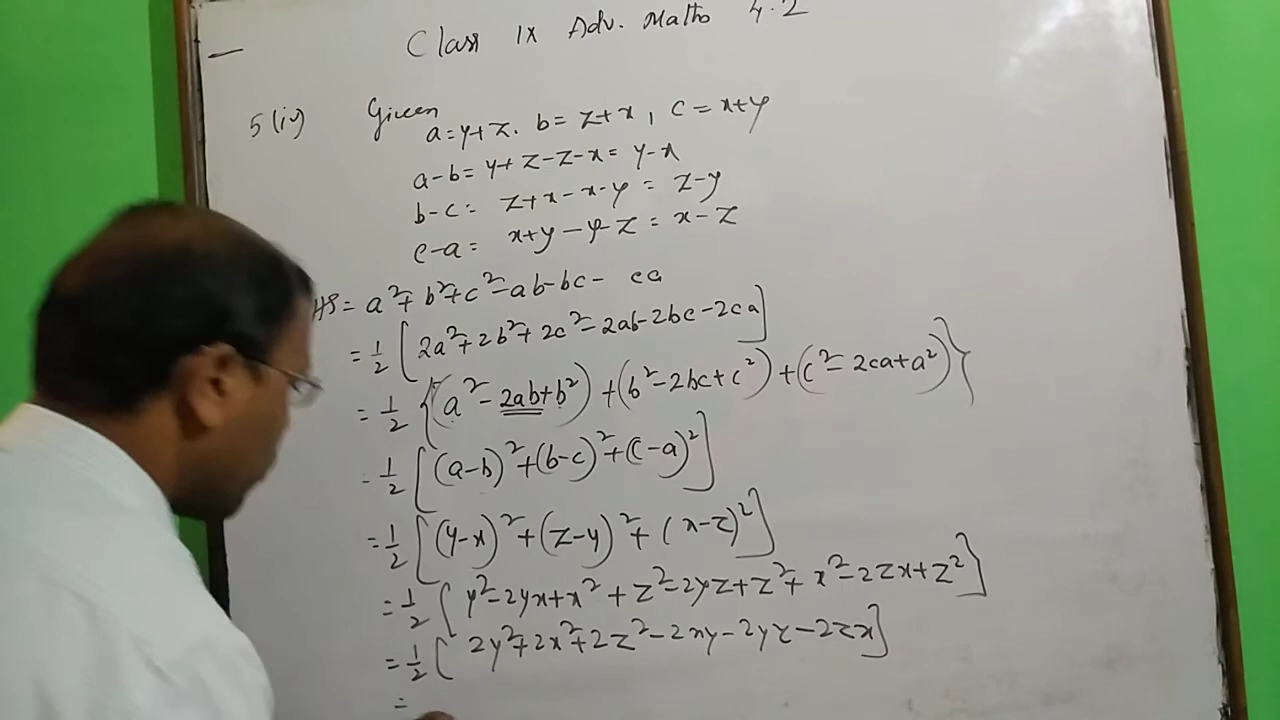 Class IX Adv. Maths 4.2
5(iv) Given
a=y+z. b= z+x, c=x+y
a-b= y+z-z-x= y-x
b-c= z+x-x-y= z-y
c-a= x+y-y-z= x-z
HS= a²+b²+c²-ab-bc-ca
=1/2[2a²+2b²+2c²-2ab-2bc-2ca]
=1/2{(a²-2ab+b²)+(b²-2bc+c²)+(c²-2ca+a²)}
=1/2[(a-b)²+(b-c)²+(c-a)²]
=1/2[(y-x)²+(z-y)²+(x-z)²]
=1/2[y²-2yx+x²+z²-2yz+z²+x²-2zx+z²]
=1/2[2y²+2x²+2z²-2xy-2yz-2zx]
=